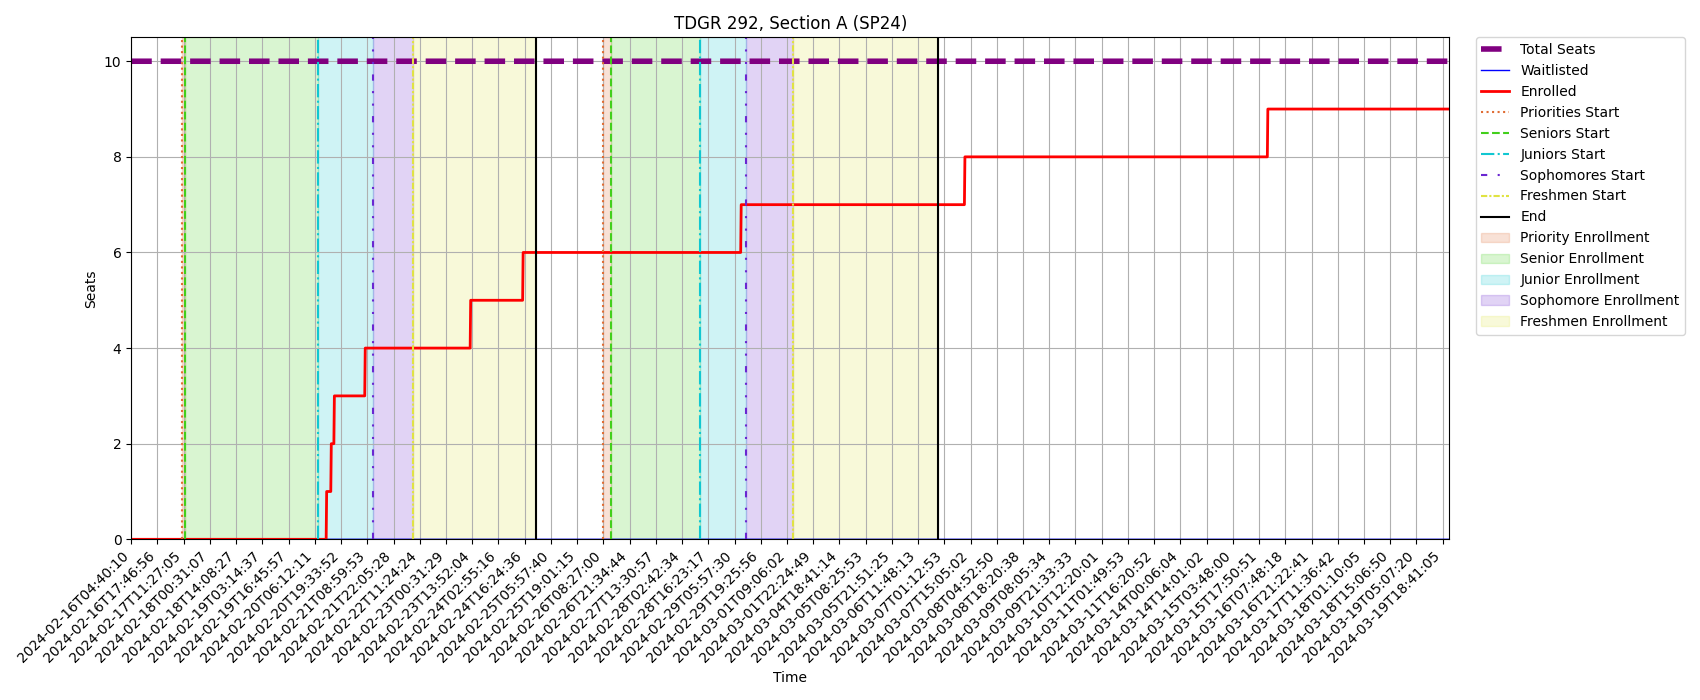 TDGR 292, Section A (SP24)
Total Seats
Waitlisted
Enrolled
Priorities Start
Seniors Start
Juniors Start
Sophomores Start
Freshmen Start
End
Priority Enrollment
Senior Enrollment
Junior Enrollment
Sophomore Enrollment
Freshmen Enrollment
Seats
10
8
6
4
2
0
2024-02-16T04:40:10
2024-02-16T17:46:56
2024-02-17T11:27:05
2024-02-18T00:31:07
2024-02-18T14:08:27
2024-02-19T03:14:37
2024-02-19T16:45:57
2024-02-20T06:12:11
2024-02-20T19:33:52
2024-02-21T08:59:53
2024-02-21T22:05:28
2024-02-22T11:24:24
2024-02-23T00:31:29
2024-02-23T13:52:04
2024-02-24T02:55:16
2024-02-24T16:24:36
2024-02-25T05:57:40
2024-02-25T19:01:15
2024-02-26T08:27:00
2024-02-26T21:34:44
2024-02-27T13:30:57
2024-02-28T02:42:34
2024-02-28T16:23:17
2024-02-29T05:57:30
2024-02-29T19:25:56
2024-03-01T09:06:02
2024-03-01T22:24:49
2024-03-04T18:41:14
2024-03-05T08:25:53
2024-03-05T21:51:25
2024-03-06T11:48:13
2024-03-07T01:12:53
2024-03-07T15:05:02
2024-03-08T04:52:50
2024-03-08T18:20:38
2024-03-09T08:05:34
2024-03-09T21:33:33
2024-03-10T12:20:01
2024-03-11T01:49:53
2024-03-11T16:20:52
2024-03-14T00:06:04
2024-03-14T14:01:02
2024-03-15T03:48:00
2024-03-15T17:50:51
2024-03-16T07:48:18
2024-03-16T21:22:41
2024-03-17T11:36:42
2024-03-18T01:10:05
2024-03-18T15:06:50
2024-03-19T05:07:20
2024-03-19T18:41:05
Time